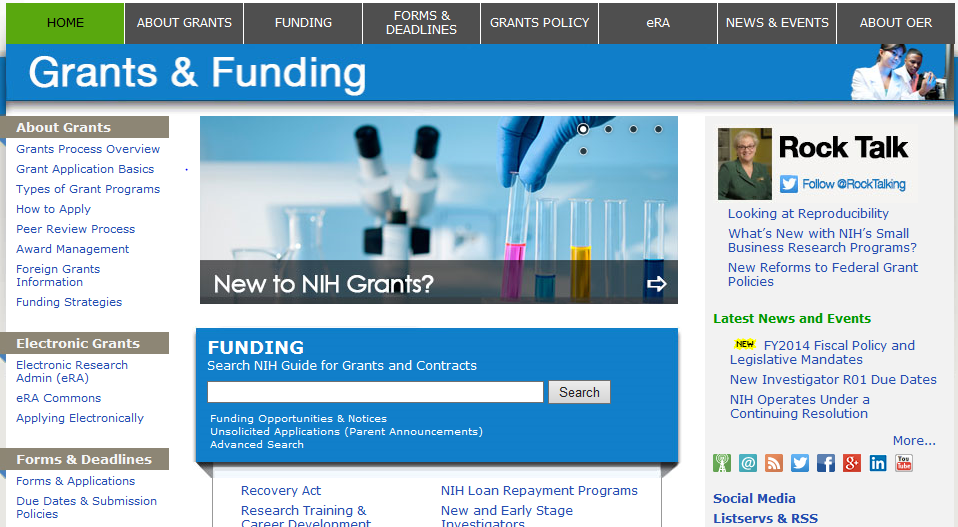 HOME
ABOUT GRANTS
FUNDING
FORMS &
DEADLINES
GRANTS POLICY
eRA
NEWS & EVENTS
ABOUT OER
Grants & Funding
About Grants
Grants Process Overview
Grant Application Basics
Types of Grant Programs
How to Apply
Peer Review Process
Award Management
Foreign Grants
Information
Funding Strategies
Electronic Grants
Electronic Research
Admin (eRA)
eRA Commons
Applying Electronically
Forms & Deadlines
Forms & Applications
Due Dates & Submission
Policies
New to NIH Grants?
FUNDING
Search NIH Guide for Grants and Contracts
Search
Funding Opportunities & Notices
Unsolicited Applications (Parent Announcements)
Advanced Search
Recovery Act
Research Training &
Career Development
NIH Loan Repayment Programs
New and Early Stage
Investigators
Rock Talk
Follow @RockTalking
Looking at Reproducibility
What's New with NIH's Small
Business Research Programs?
New Reforms to Federal Grant
Policies
Latest News and Events
NEW FY2014 Fiscal Policy and
Legislative Mandates
New Investigator R01 Due Dates
NIH Operates Under a
Continuing Resolution
More...
You Tube
Social Media
Listservs & RSS